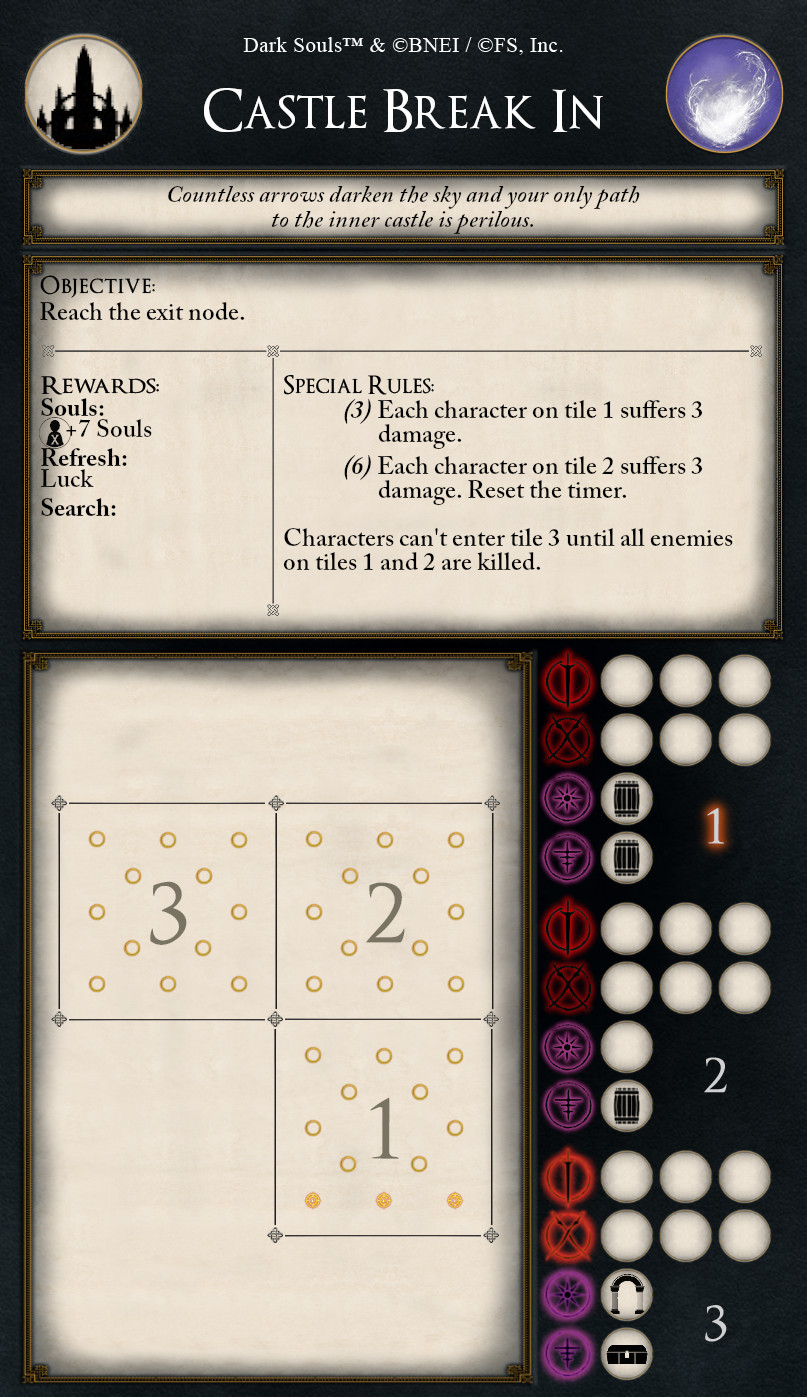 Dark Souls™ & ©BNEI / ©FS, Inc.
Castle Break In
Countless arrows darken the sky and your only path
to the inner castle is perilous.
Objective:
Reach the exit node.
Rewards:
Souls:
+7 Souls
Refresh:
Luck
Search:
Special Rules:
(3) Each character on tile 1 suffers 3
damage.
(6) Each character on tile 2 suffers 3
damage. Reset the timer.
Characters can't enter tile 3 until all enemies
on tiles 1 and 2 are killed.
3
2
1
1
2
3